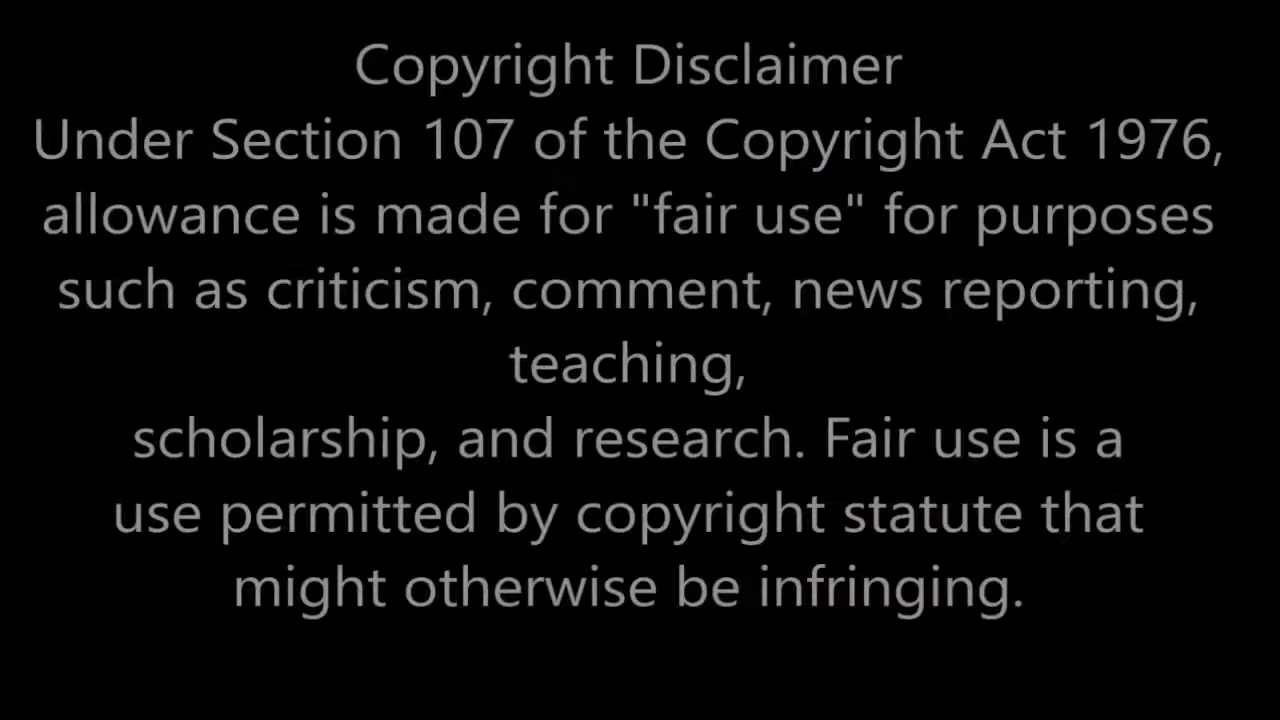 Copyright Disclaimer
Under Section 107 of the Copyright Act 1976,
allowance is made for "fair use" for purposes
such as criticism, comment, news reporting,
teaching,
scholarship, and research. Fair use is a
use permitted by copyright statute that
might otherwise be infringing.